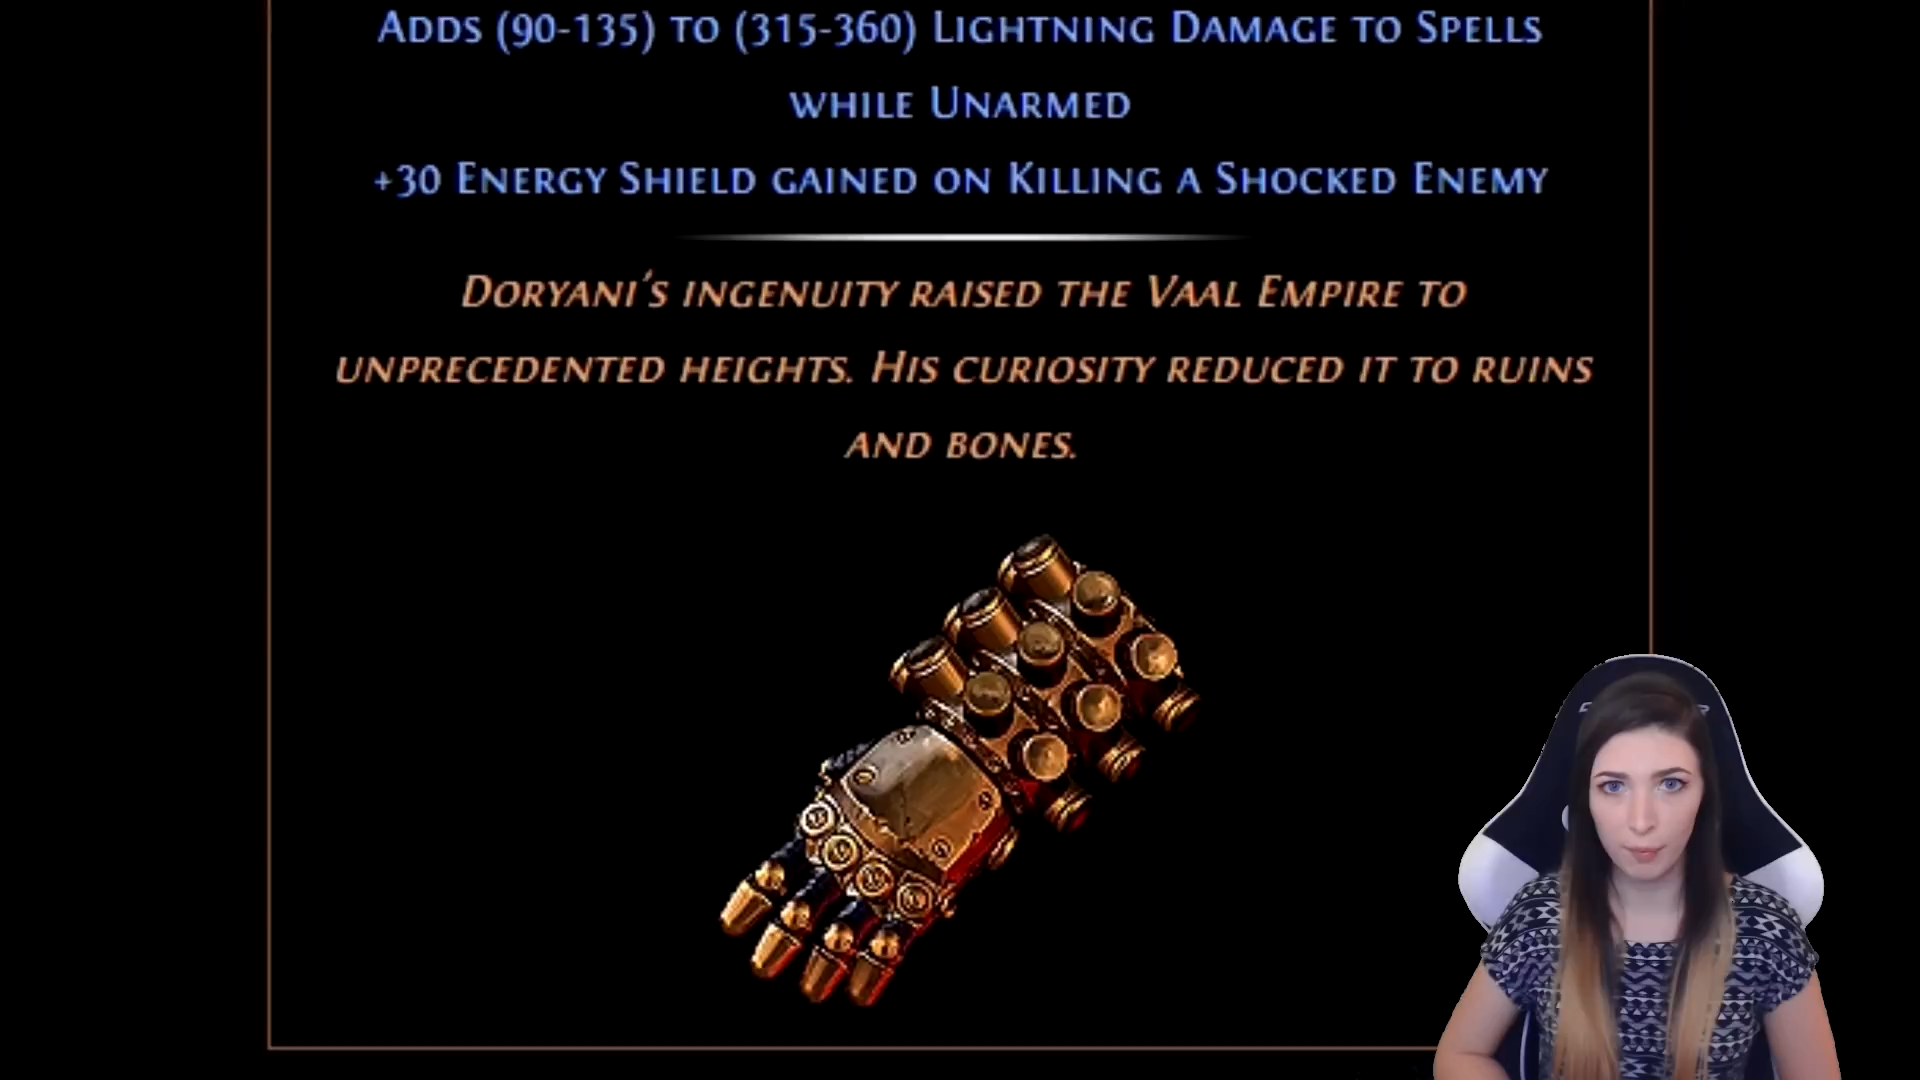 Adds (90-135) to (315-360) Lightning Damage to Spells
while Unarmed
+30 Energy Shield gained on Killing a Shocked Enemy
Doryani's ingenuity raised the Vaal Empire to
unprecedented heights. His curiosity reduced it to ruins
and bones.